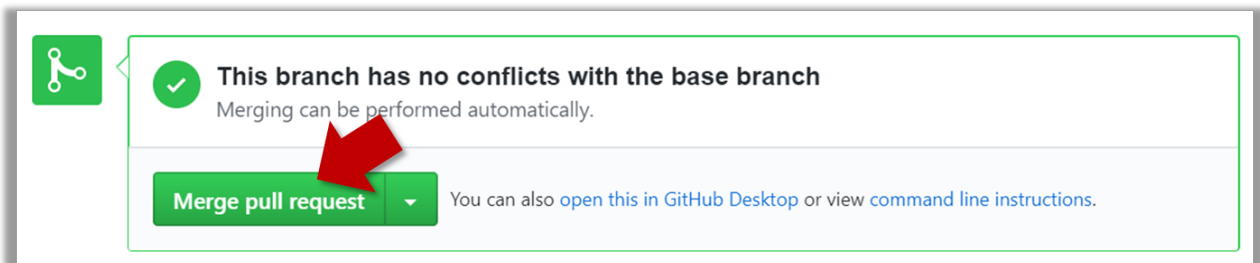 This branch has no conflicts with the base branch
Merging can be performed automatically.
Merge pull request
You can also open this in GitHub Desktop or view command line instructions.